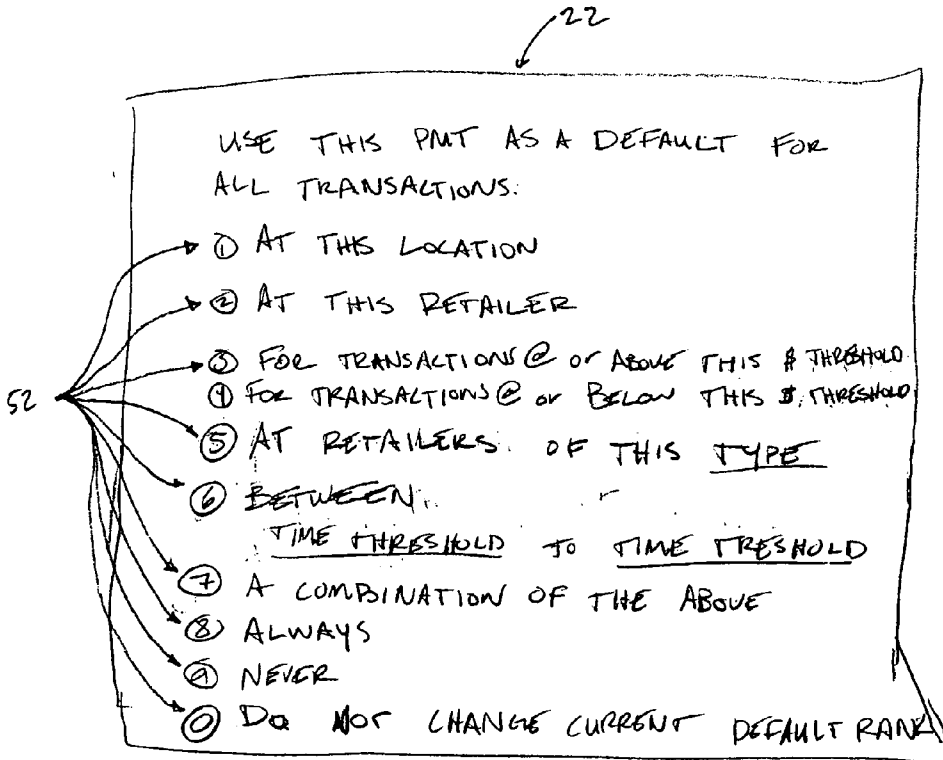 22
USE THIS PMT AS A DEFAULT FOR
ALL TRANSACTIONS:
① AT THIS LOCATION
② AT THIS RETAILER
③ FOR TRANSACTIONS @ or ABOVE THIS $ THRESHOLD
④ FOR TRANSACTIONS @ or BELOW THIS $ THRESHOLD
52
⑤ AT RETAILERS OF THIS TYPE
⑥ BETWEEN
TIME THRESHOLD TO TIME TRESHOLD
⑦ A COMBINATION OF THE ABOVE
⑧ ALWAYS
⑨ NEVER
⓪ Do NOT CHANGE CURRENT DEFAULT RANK